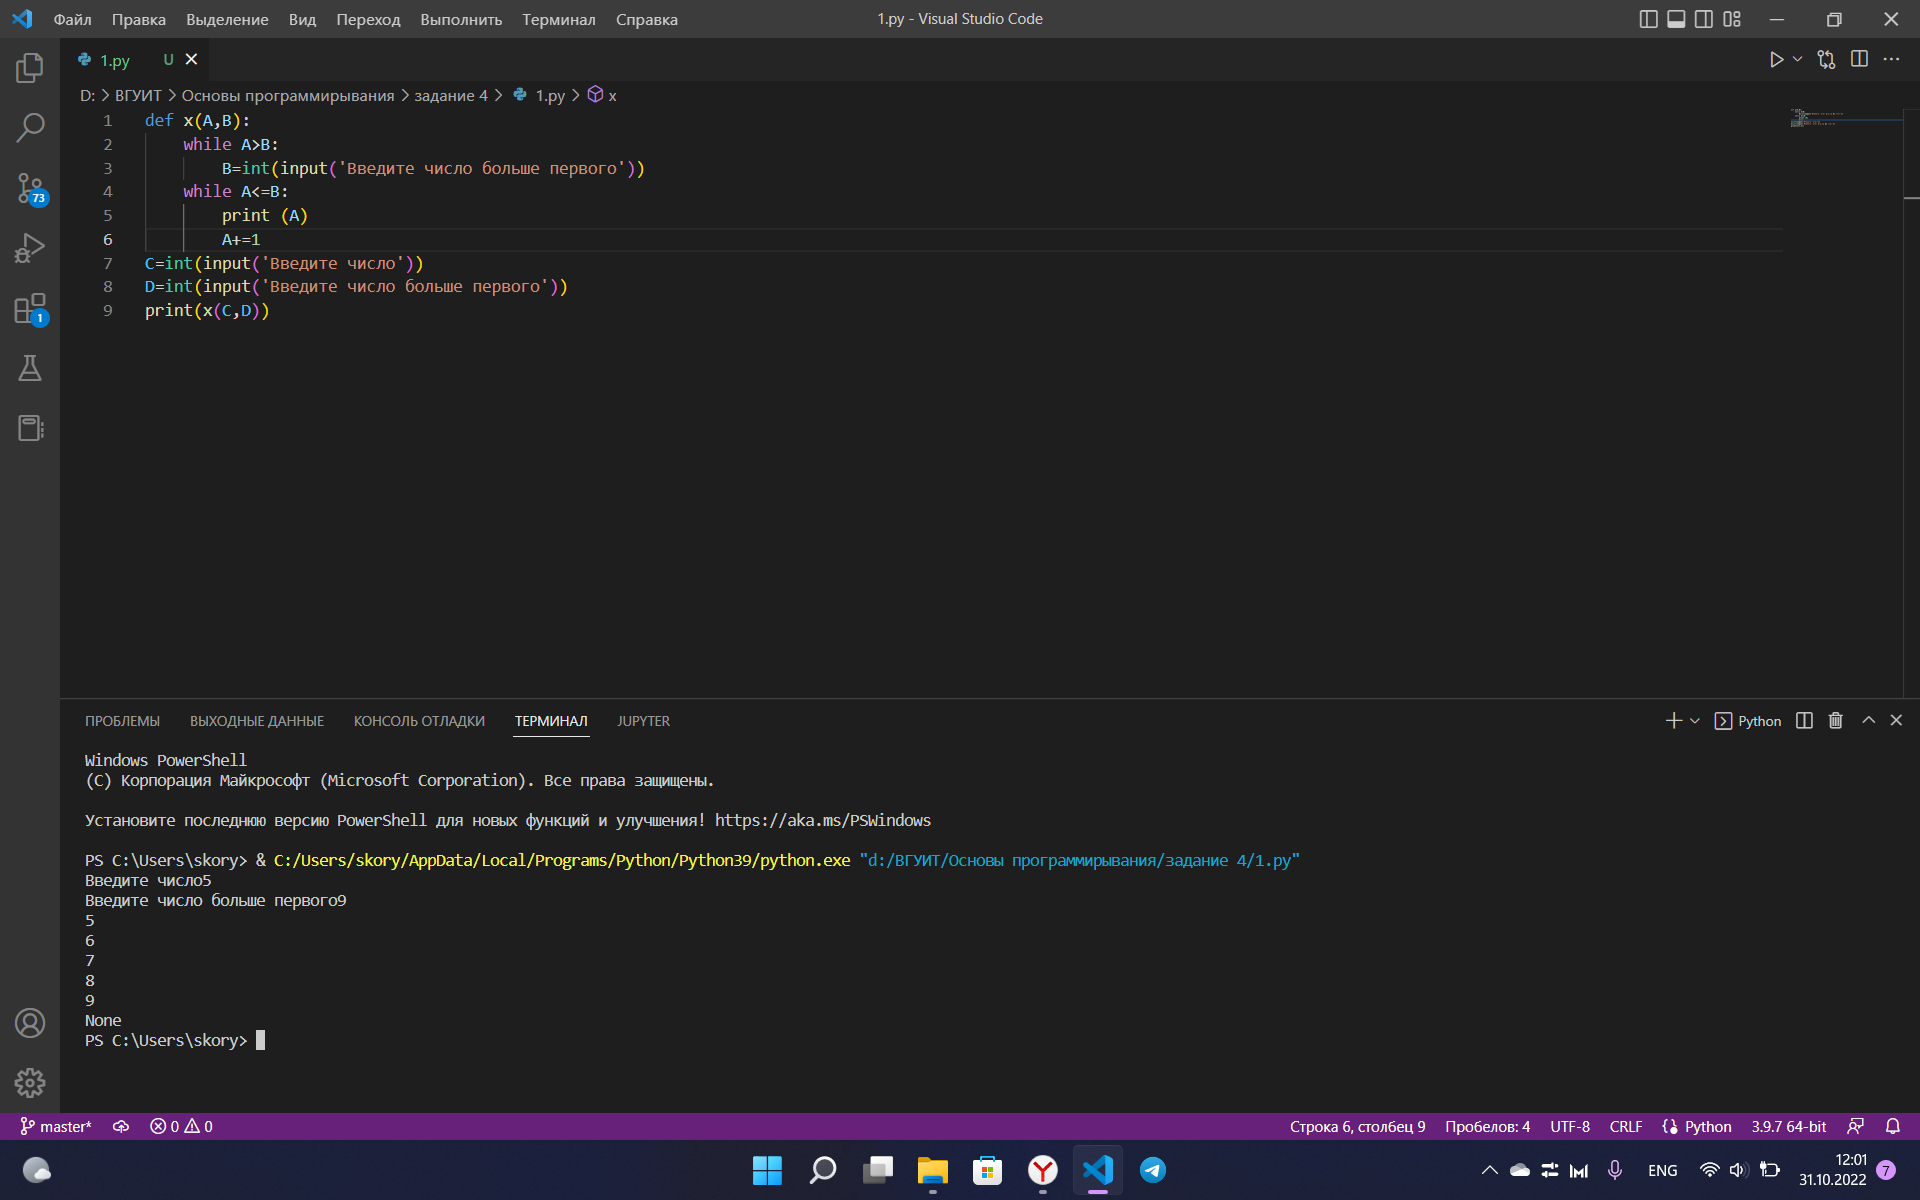 Файл Правка Выделение Вид Переход Выполнить Терминал Справка
1.py - Visual Studio Code
1.py U
D: > ВГУИТ > Основы программирывания > задание 4 > 1.py > x
1 def x(A,B):
2 while A>B:
3 B=int(input('Введите число больше первого'))
4 while A<=B:
5 print (A)
6 A+=1
7 C=int(input('Введите число'))
8 D=int(input('Введите число больше первого'))
9 print(x(C,D))
73
1
ПРОБЛЕМЫ ВЫХОДНЫЕ ДАННЫЕ КОНСОЛЬ ОТЛАДКИ ТЕРМИНАЛ JUPYTER
Python
Windows PowerShell
(C) Корпорация Майкрософт (Microsoft Corporation). Все права защищены.
Установите последнюю версию PowerShell для новых функций и улучшения! https://aka.ms/PSWindows
PS C:\Users\skory> & C:/Users/skory/AppData/Local/Programs/Python/Python39/python.exe "d:/ВГУИТ/Основы программирывания/задание 4/1.py"
Введите число5
Введите число больше первого9
5
6
7
8
9
None
PS C:\Users\skory>
master* 0 0
Строка 6, столбец 9 Пробелов: 4 UTF-8 CRLF Python 3.9.7 64-bit
ENG
12:01
31.10.2022
7